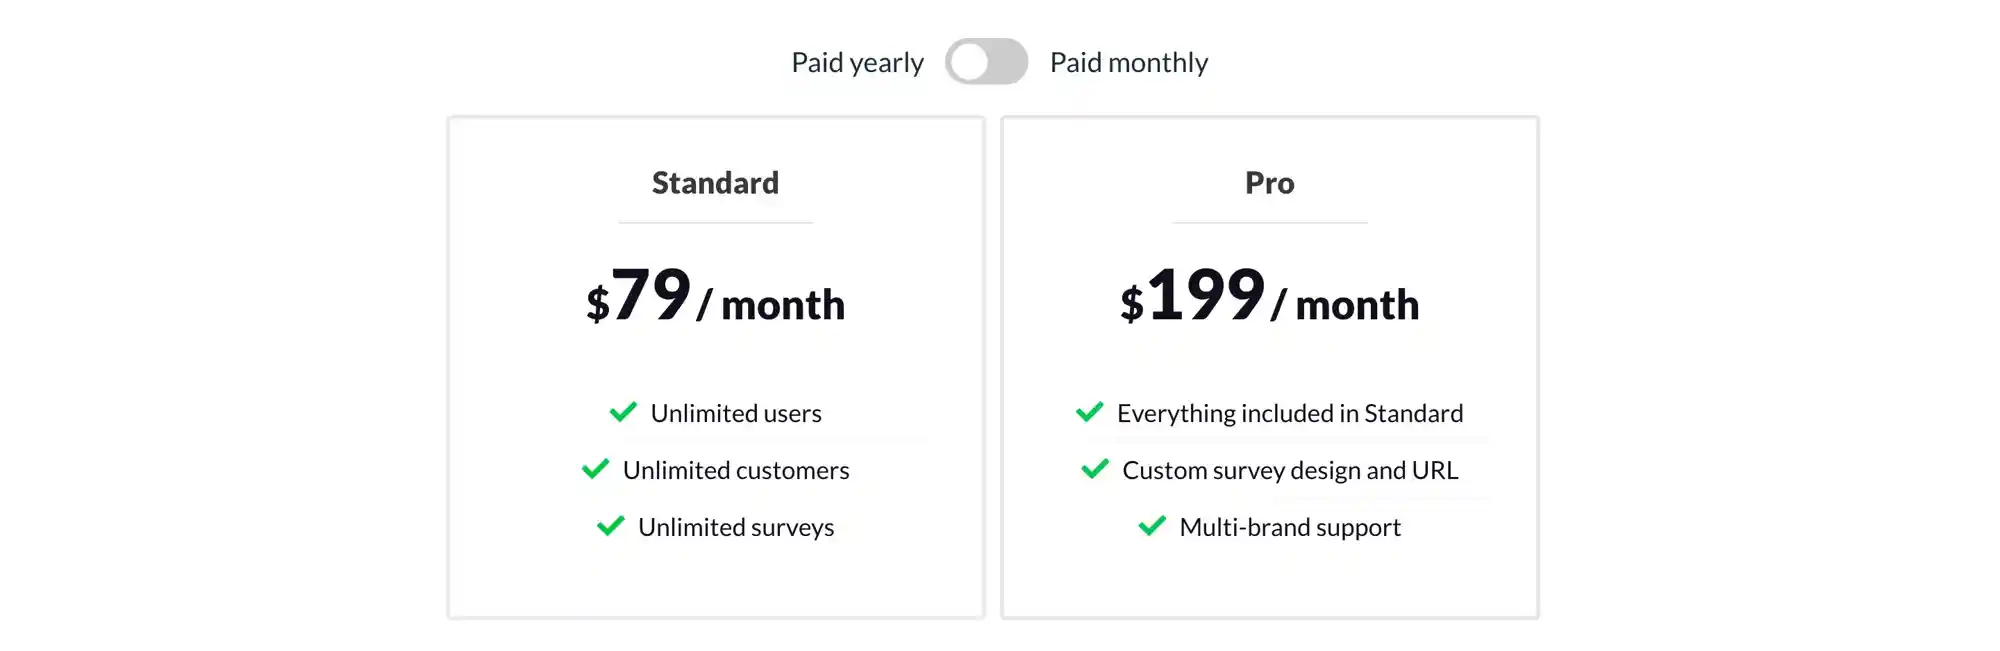 Paid yearly Paid monthly
Standard
$79/ month
Unlimited users
Unlimited customers
Unlimited surveys
Pro
$199/ month
Everything included in Standard
Custom survey design and URL
Multi-brand support